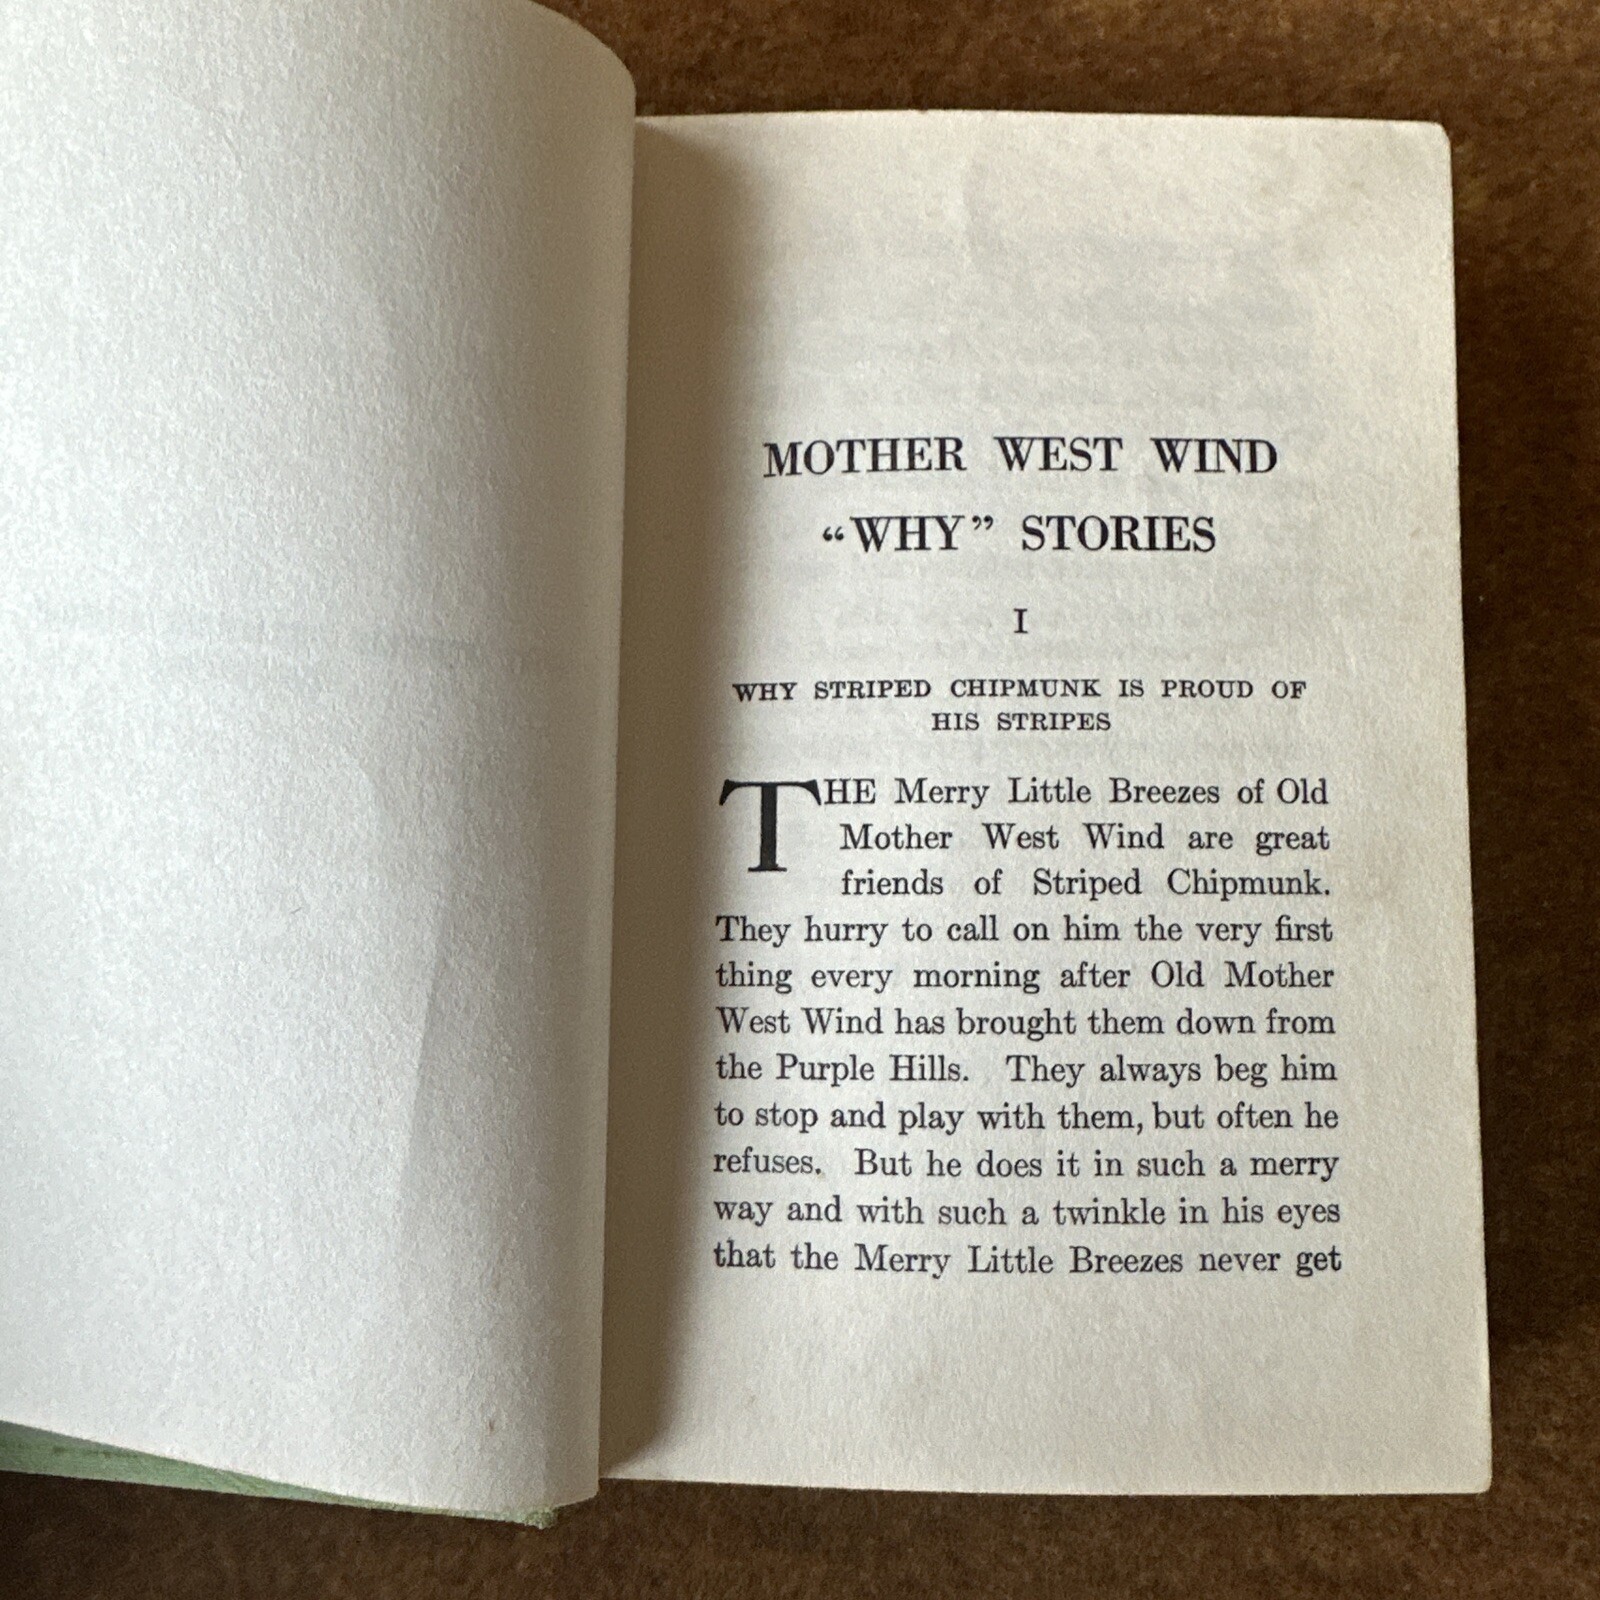 MOTHER WEST WIND
“WHY” STORIES
I
WHY STRIPED CHIPMUNK IS PROUD OF
HIS STRIPES
THE Merry Little Breezes of Old
Mother West Wind are great
friends of Striped Chipmunk.
They hurry to call on him the very first
thing every morning after Old Mother
West Wind has brought them down from
the Purple Hills. They always beg him
to stop and play with them, but often he
refuses. But he does it in such a merry
way and with such a twinkle in his eyes
that the Merry Little Breezes never get